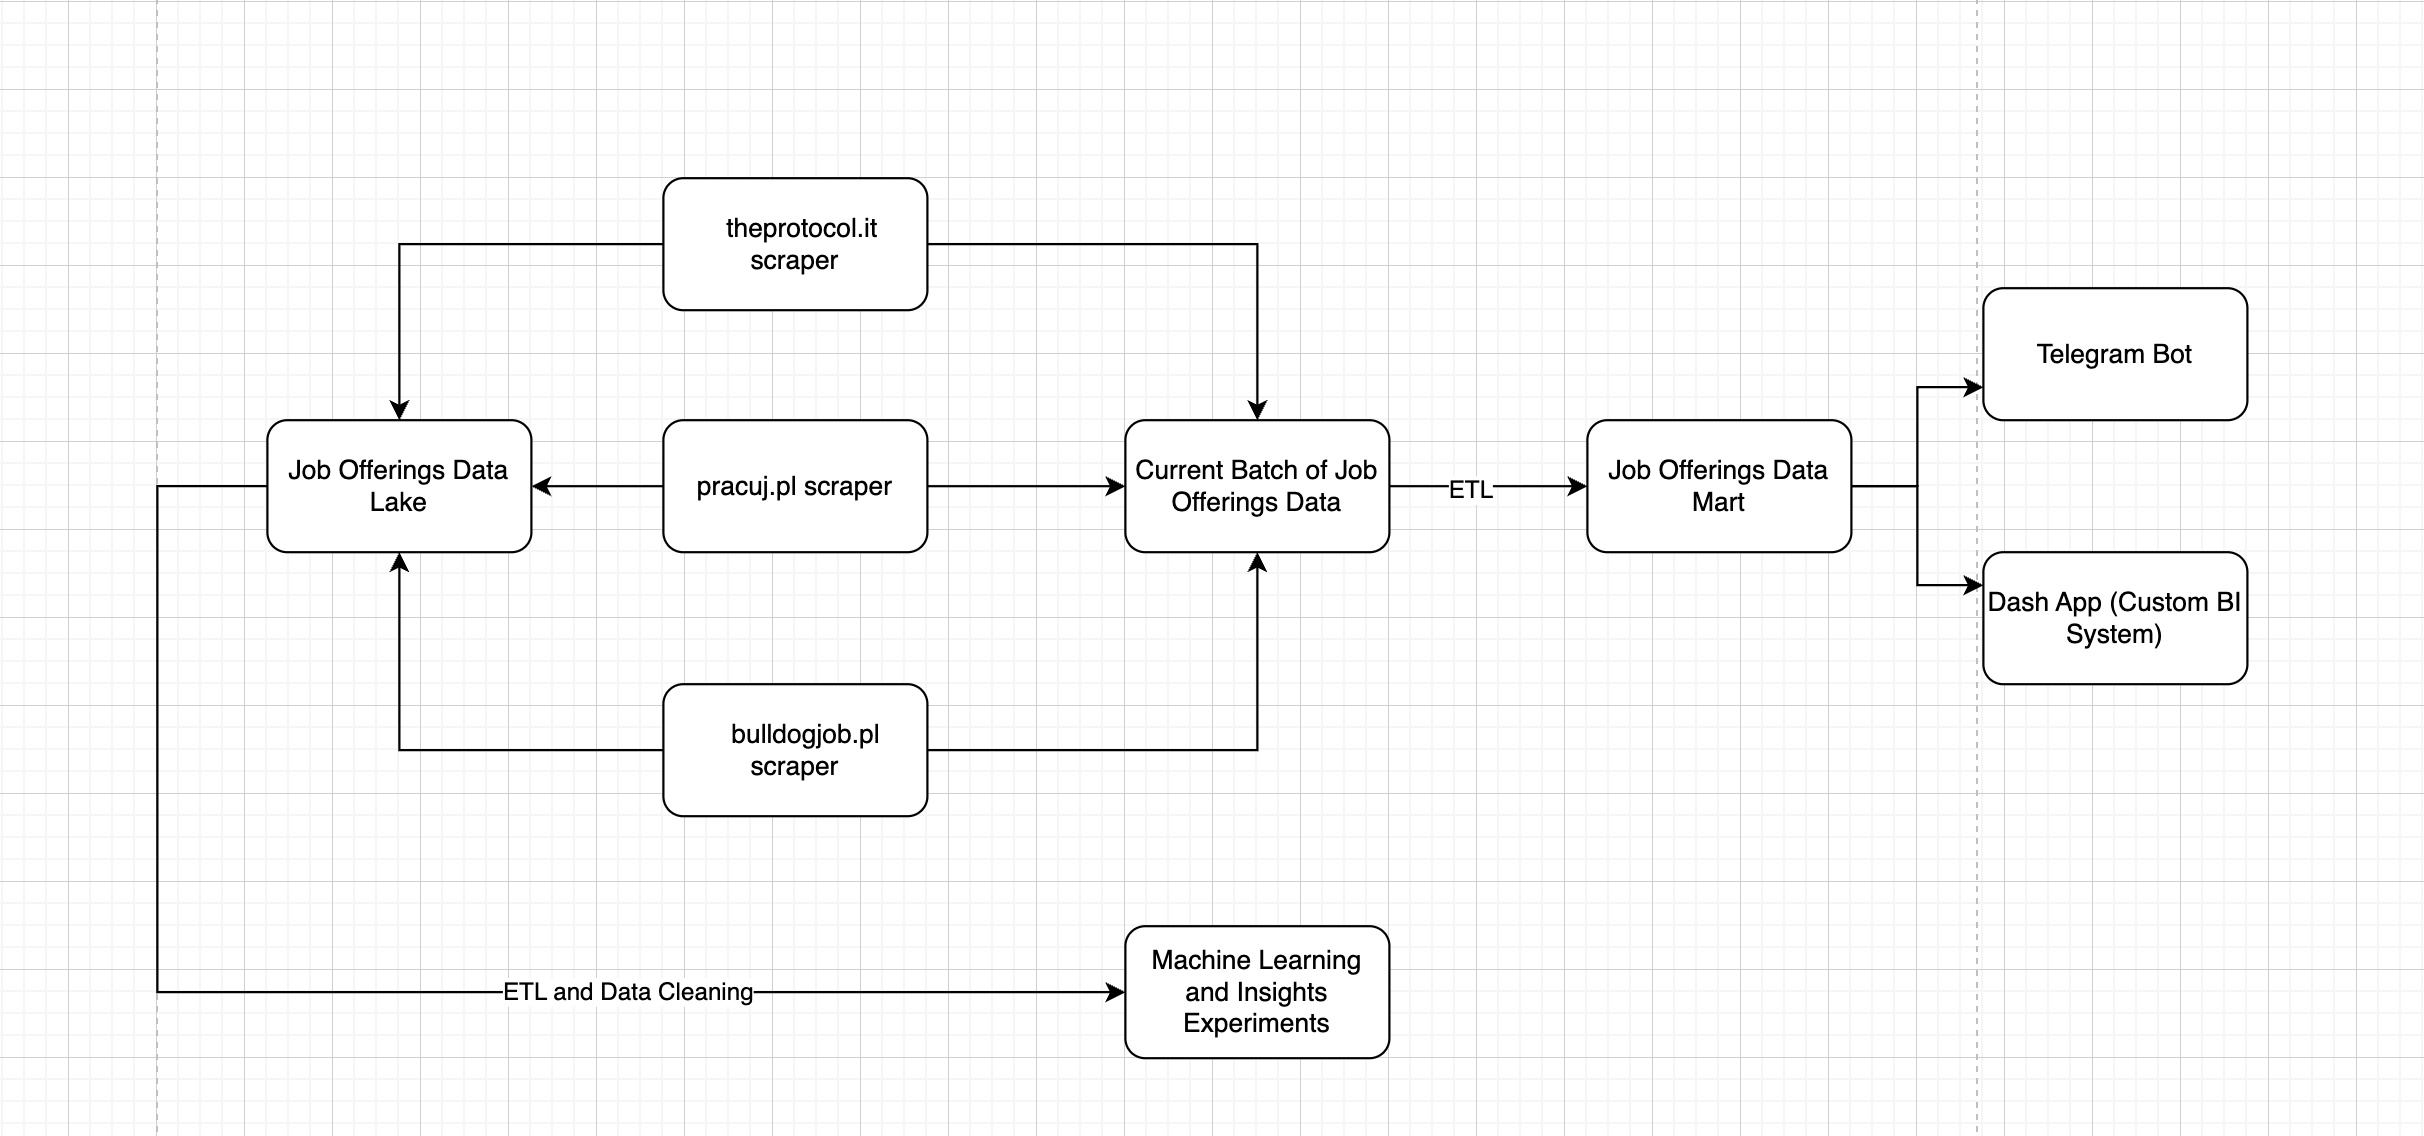 theprotocol.it
scraper
Job Offerings Data
Lake
pracuj.pl scraper
Current Batch of Job
Offerings Data
ETL
Job Offerings Data
Mart
Telegram Bot
Dash App (Custom BI
System)
bulldogjob.pl
scraper
ETL and Data Cleaning
Machine Learning
and Insights
Experiments